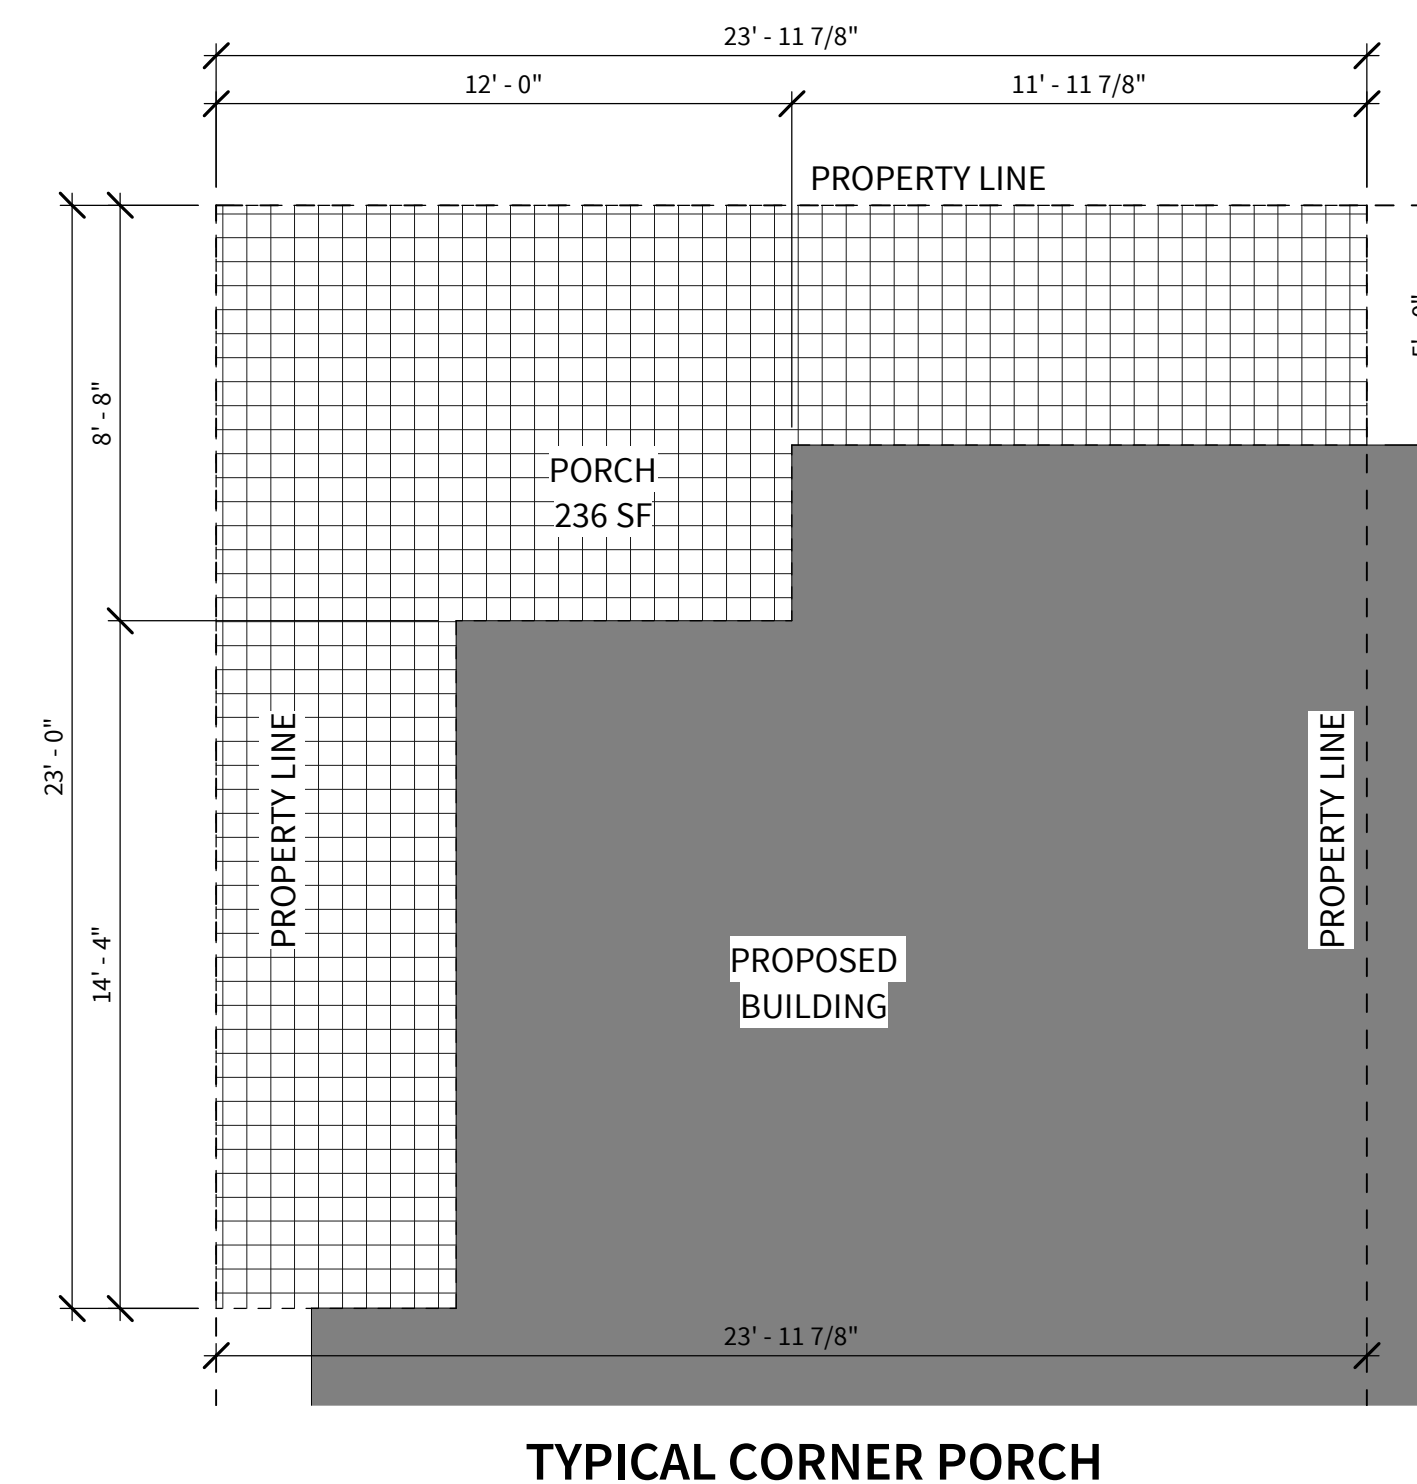 23' - 11 7/8"
12' - 0"
11' - 11 7/8"
PROPERTY LINE
8' - 8"
PORCH
236 SF
23' - 0"
14' - 4"
PROPERTY LINE
PROPERTY LINE
PROPOSED
BUILDING
23' - 11 7/8"
TYPICAL CORNER PORCH